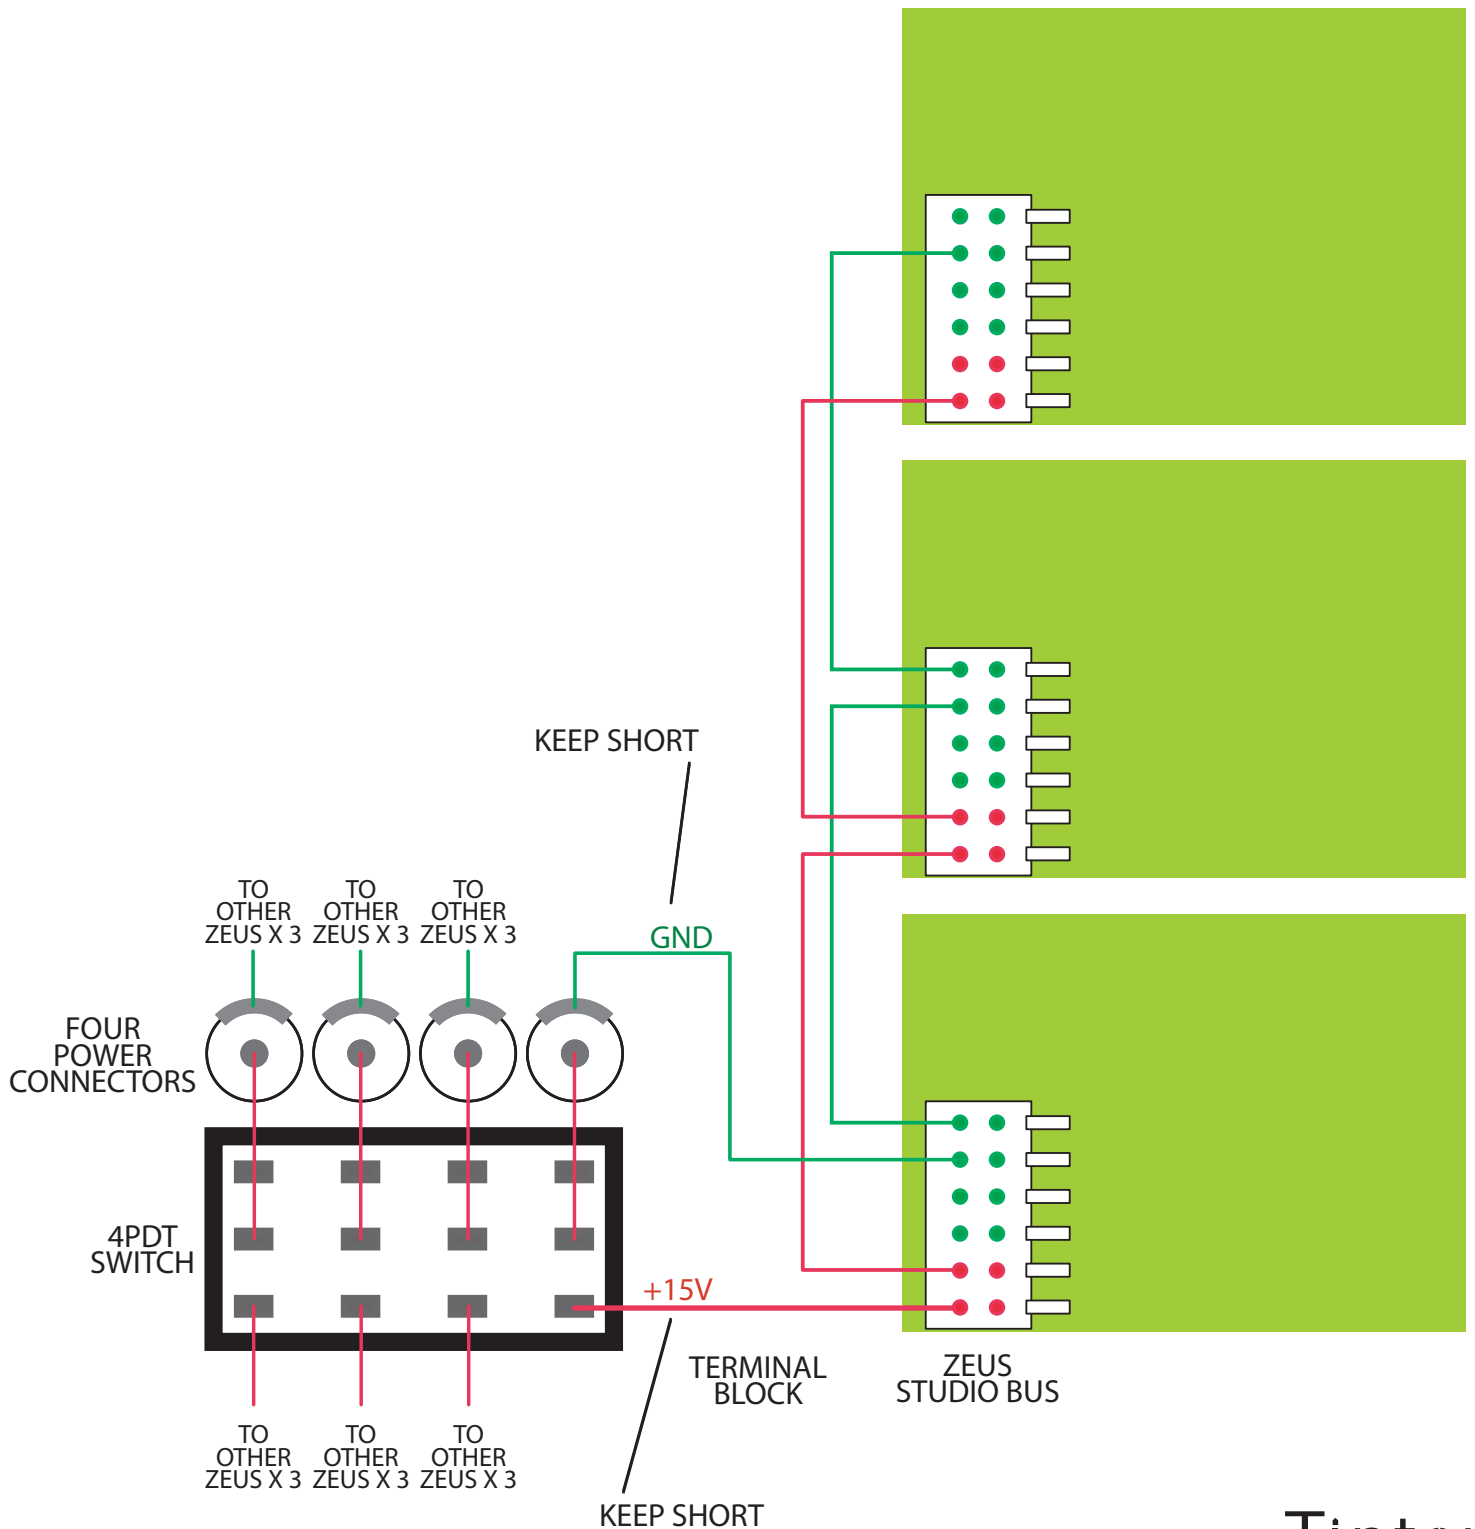 KEEP SHORT
TO
OTHER
ZEUS X 3
TO
OTHER
ZEUS X 3
TO
OTHER
ZEUS X 3
GND
FOUR
POWER
CONNECTORS
4PDT
SWITCH
+15V
TERMINAL
BLOCK
ZEUS
STUDIO BUS
TO
OTHER
ZEUS X 3
TO
OTHER
ZEUS X 3
TO
OTHER
ZEUS X 3
KEEP SHORT